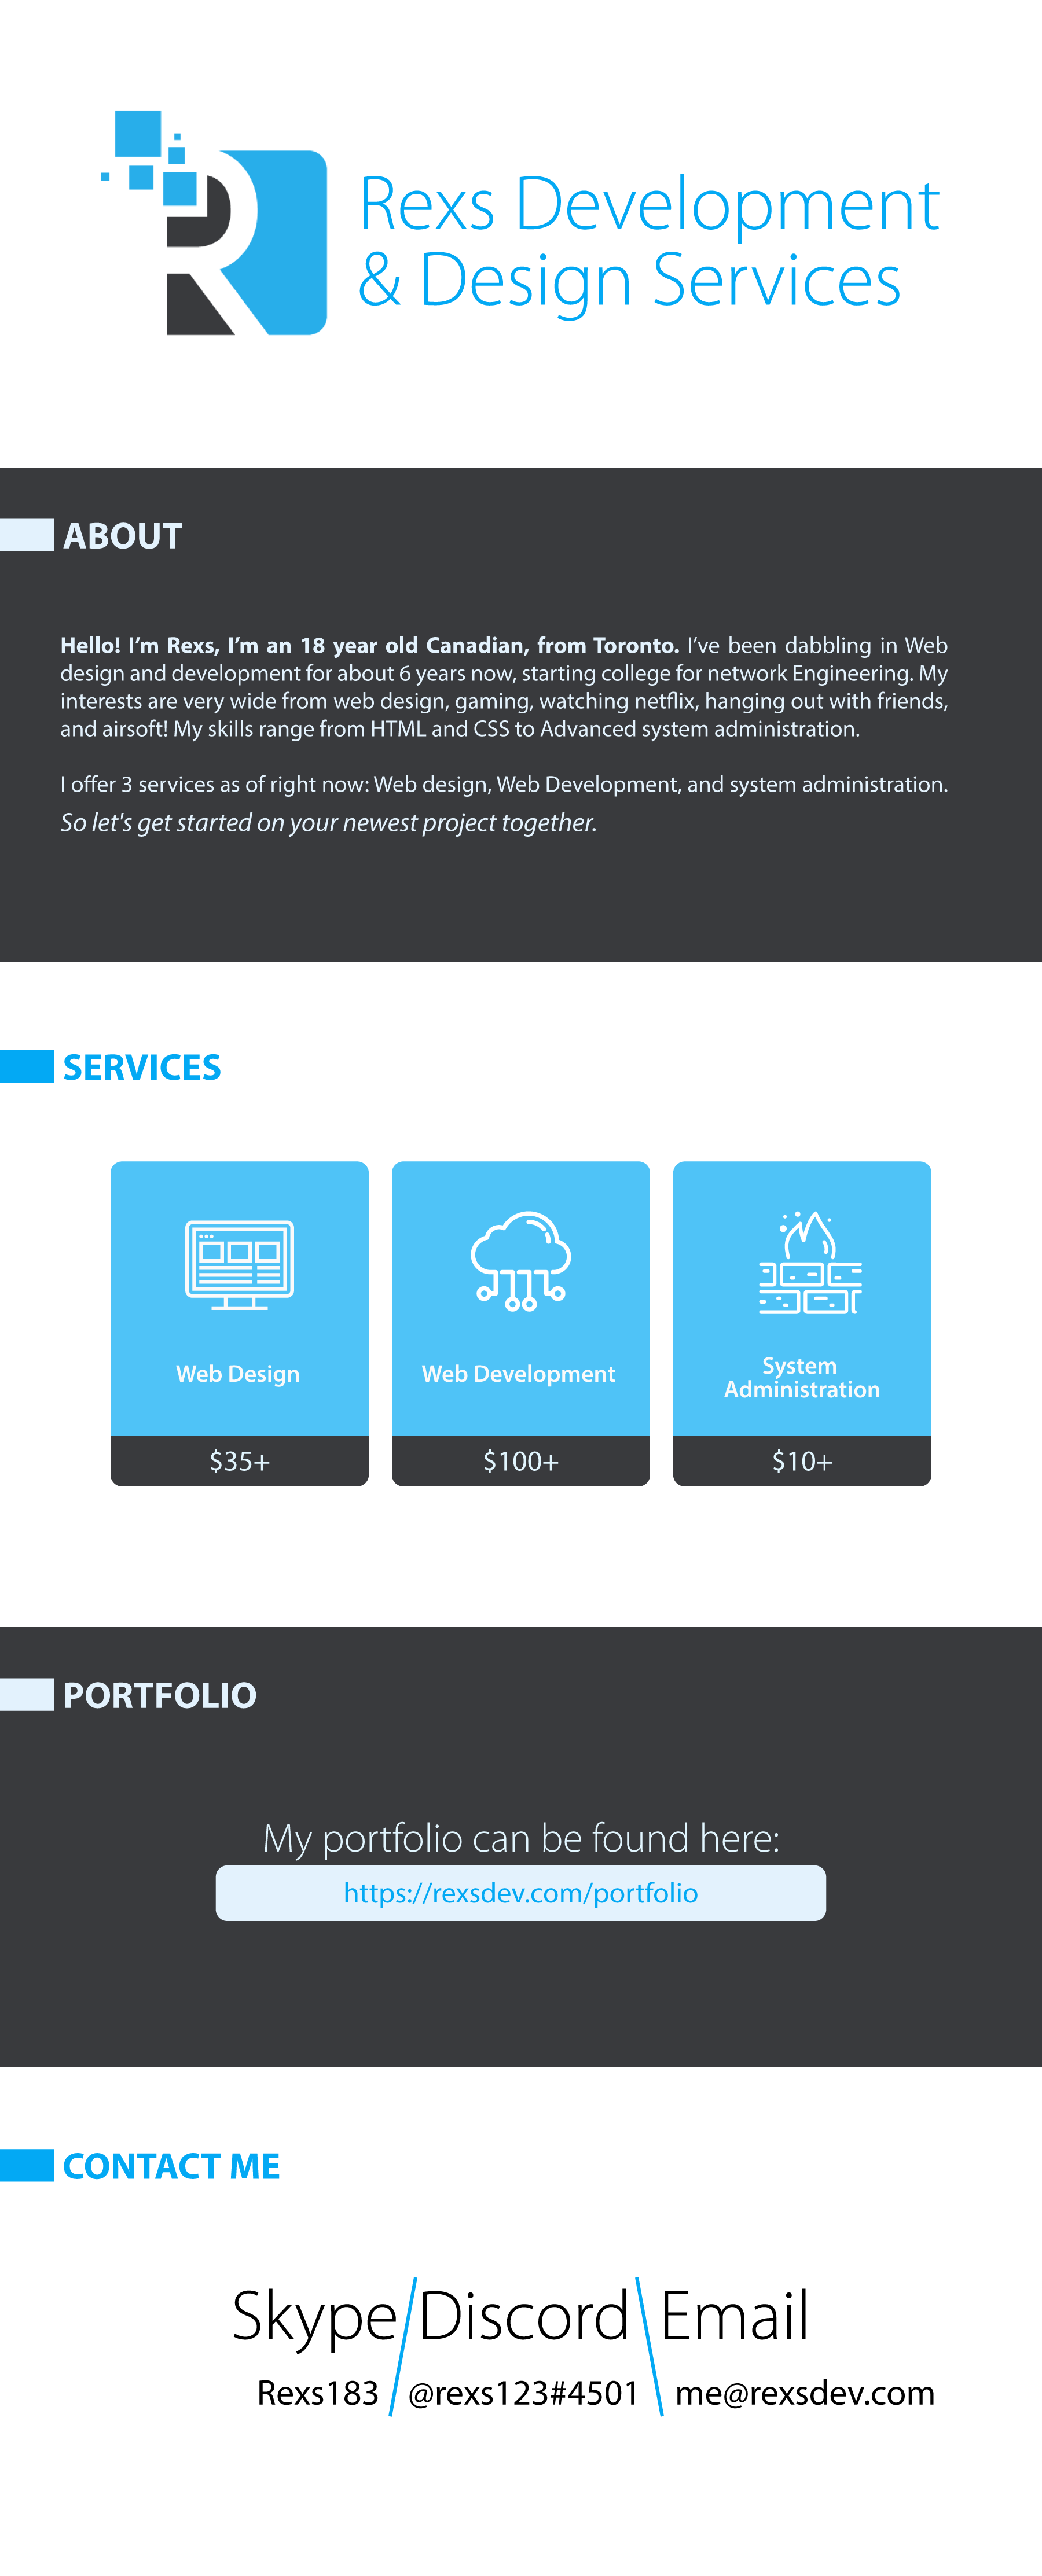 Rexs Development
& Design Services
ABOUT
Hello! I’m Rexs, I’m an 18 year old Canadian, from Toronto. I’ve been dabbling in Web
design and development for about 6 years now, starting college for network Engineering. My
interests are very wide from web design, gaming, watching netflix, hanging out with friends,
and airsoft! My skills range from HTML and CSS to Advanced system administration.
I offer 3 services as of right now: Web design, Web Development, and system administration.
So let's get started on your newest project together.
SERVICES
Web Design
$35+
Web Development
$100+
System
Administration
$10+
PORTFOLIO
My portfolio can be found here:
https://rexsdev.com/portfolio
CONTACT ME
Skype/Discord\Email
Rexs183 / @rexs123#4501 \ me@rexsdev.com